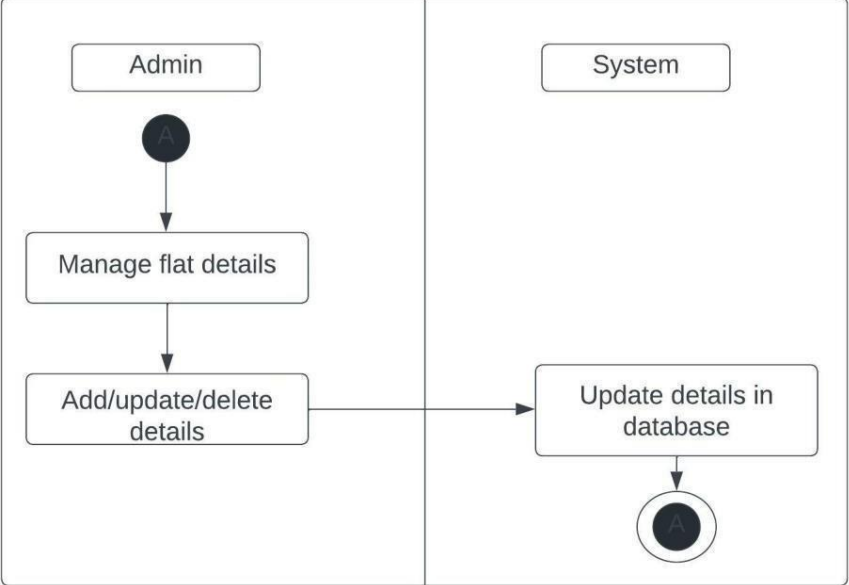 Admin
System
A
Manage flat details
Add/update/delete
details
Update details in
database
A